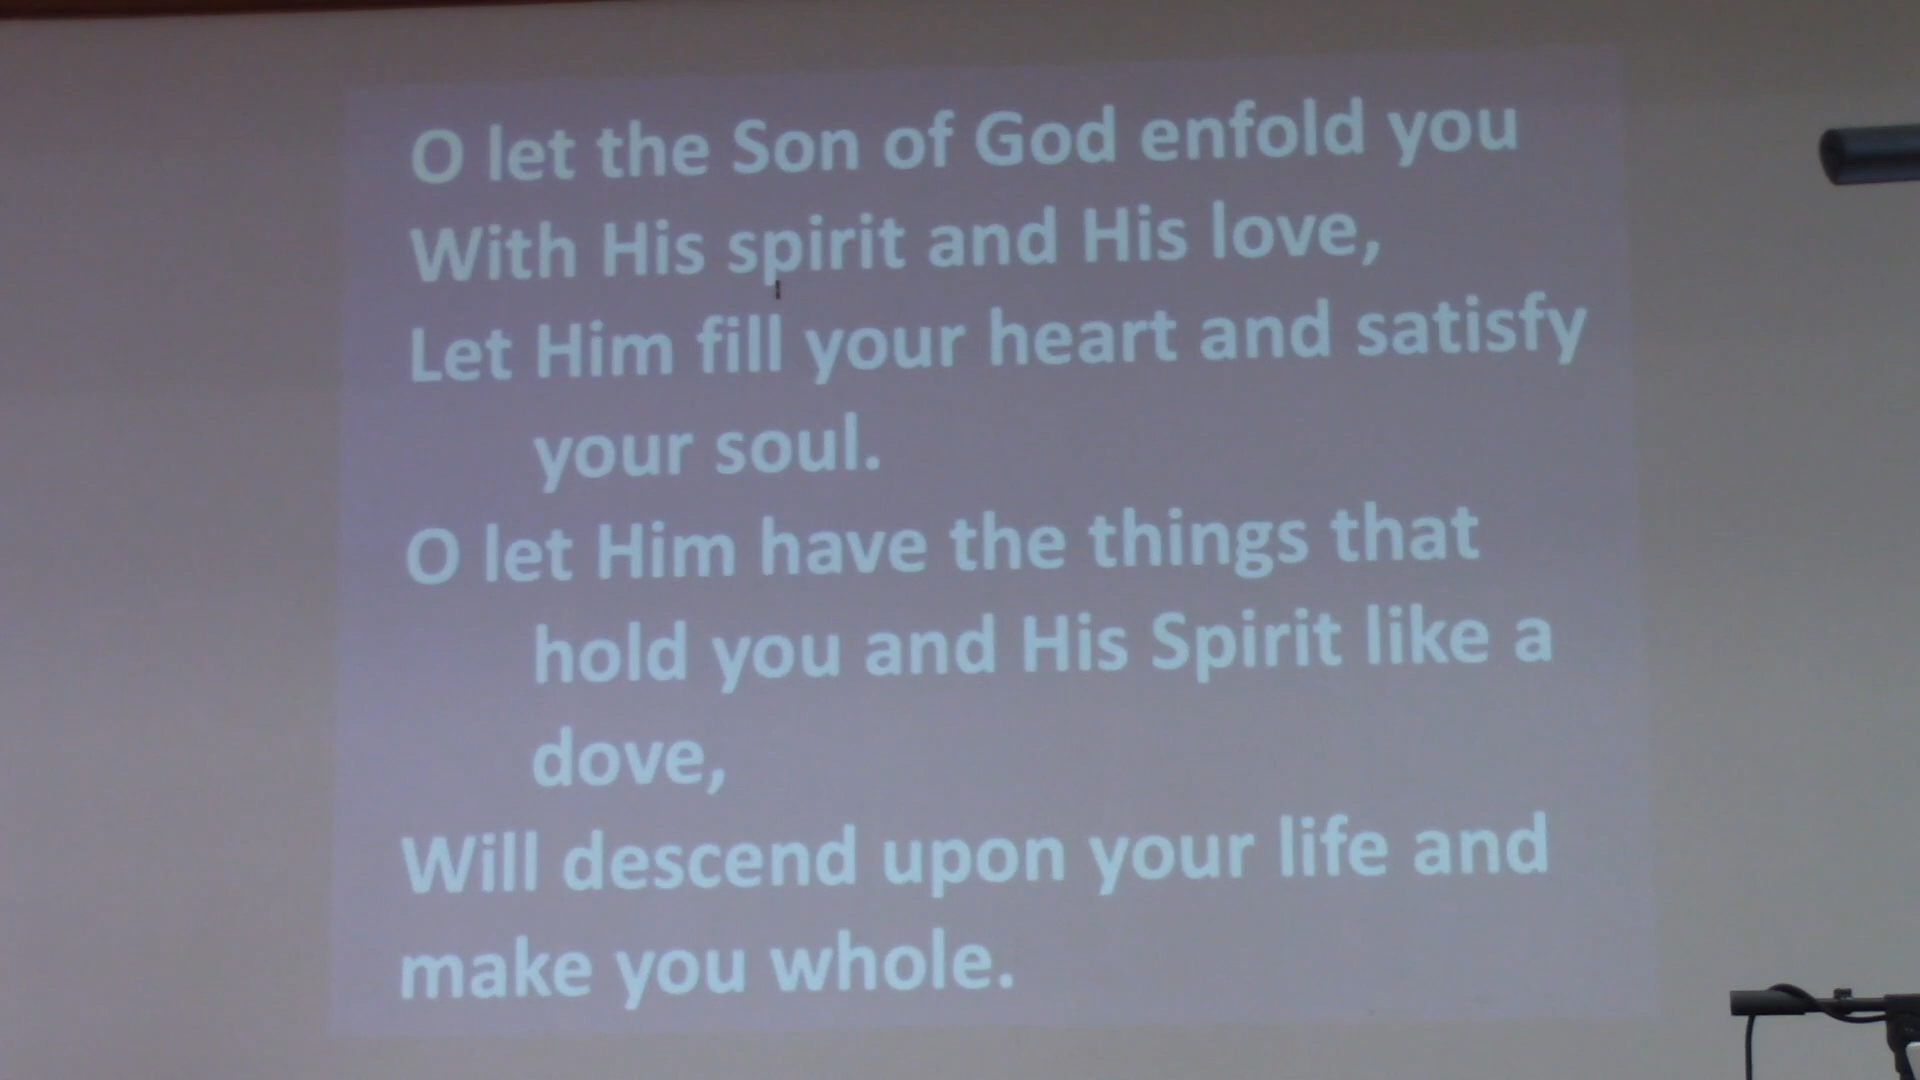 O let the Son of God enfold you
With His spirit and His love,
Let Him fill your heart and satisfy
your soul.
O let Him have the things that
hold you and His Spirit like a
dove,
Will descend upon your life and
make you whole.